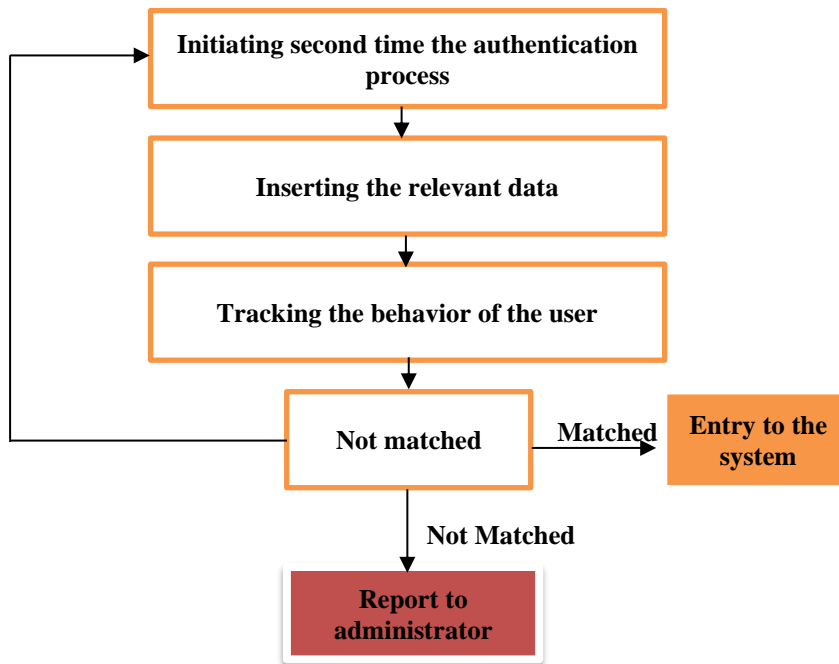 Initiating second time the authentication
process
Inserting the relevant data
Tracking the behavior of the user
Not matched
Matched
Entry to the
system
Not Matched
Report to
administrator